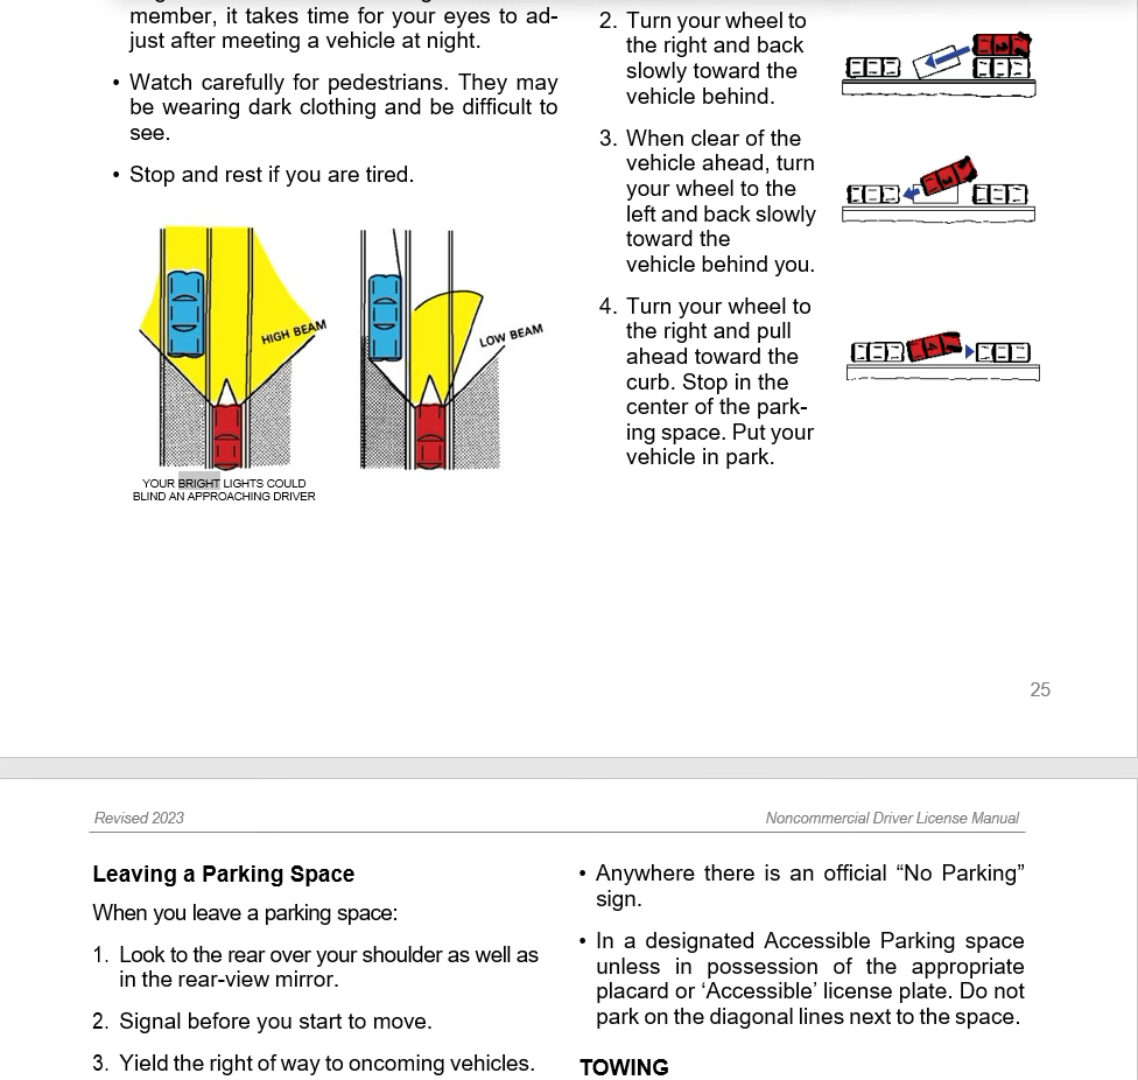 member, it takes time for your eyes to ad-
just after meeting a vehicle at night.
• Watch carefully for pedestrians. They may
be wearing dark clothing and be difficult to
see.
• Stop and rest if you are tired.
HIGH BEAM
LOW BEAM
YOUR BRIGHT LIGHTS COULD
BLIND AN APPROACHING DRIVER
2. Turn your wheel to
the right and back
slowly toward the
vehicle behind.
3. When clear of the
vehicle ahead, turn
your wheel to the
left and back slowly
toward the
vehicle behind you.
4. Turn your wheel to
the right and pull
ahead toward the
curb. Stop in the
center of the park-
ing space. Put your
vehicle in park.
25
Revised 2023
Noncommercial Driver License Manual
Leaving a Parking Space
When you leave a parking space:
1. Look to the rear over your shoulder as well as
in the rear-view mirror.
2. Signal before you start to move.
3. Yield the right of way to oncoming vehicles.
• Anywhere there is an official “No Parking”
sign.
• In a designated Accessible Parking space
unless in possession of the appropriate
placard or ‘Accessible’ license plate. Do not
park on the diagonal lines next to the space.
TOWING